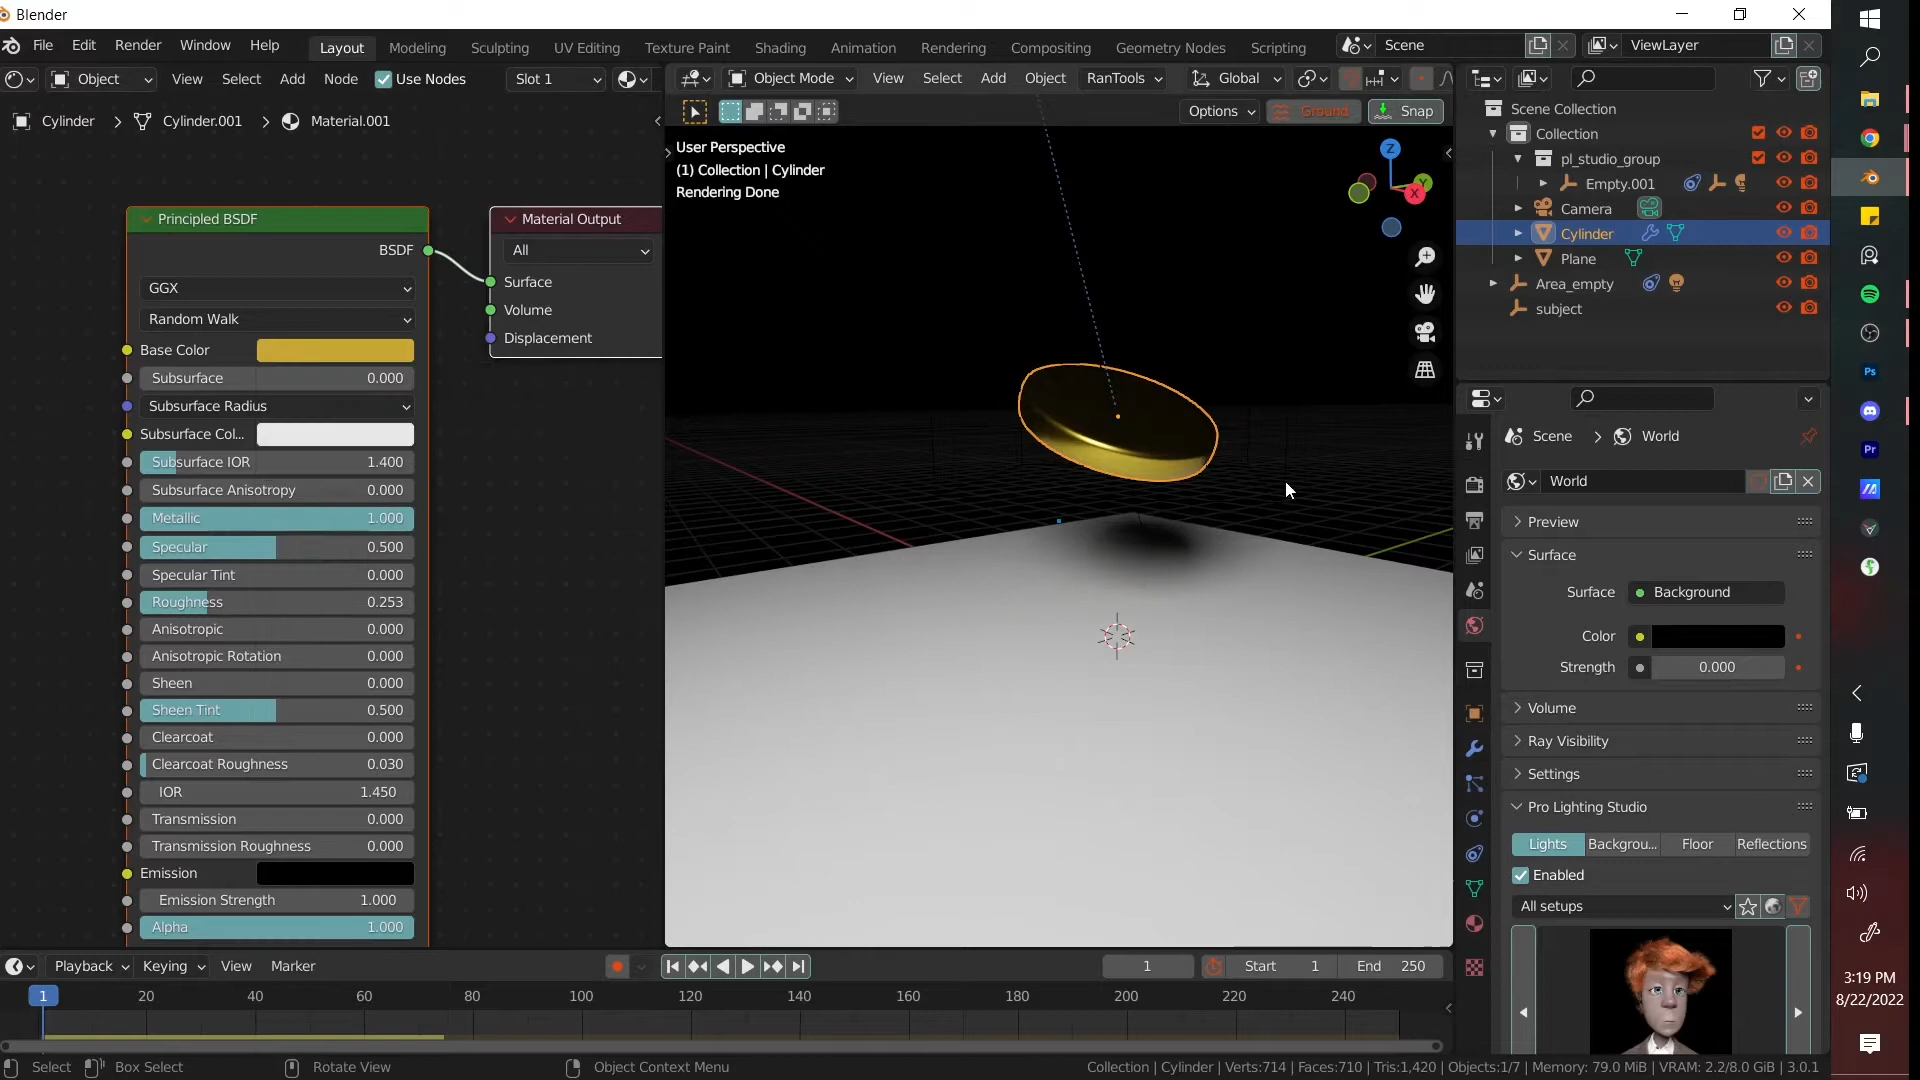 Blender
File Edit Render Window Help
Layout Modeling Sculpting UV Editing Texture Paint Shading Animation Rendering Compositing Geometry Nodes Scripting
Scene
ViewLayer
Object View Select Add Node Use Nodes Slot 1
Object Mode View Select Add Object RanTools Global
Cylinder > Cylinder.001 > Material.001
Options Ground Snap
User Perspective
(1) Collection | Cylinder
Rendering Done
Z
Y
X
Principled BSDF
BSDF
GGX
Random Walk
Base Color
Subsurface 0.000
Subsurface Radius
Subsurface Col...
Subsurface IOR 1.400
Subsurface Anisotropy 0.000
Metallic 1.000
Specular 0.500
Specular Tint 0.000
Roughness 0.253
Anisotropic 0.000
Anisotropic Rotation 0.000
Sheen 0.000
Sheen Tint 0.500
Clearcoat 0.000
Clearcoat Roughness 0.030
IOR 1.450
Transmission 0.000
Transmission Roughness 0.000
Emission
Emission Strength 1.000
Alpha 1.000
Material Output
All
Surface
Volume
Displacement
Scene Collection
Collection
pl_studio_group
Empty.001
Camera
Cylinder
Plane
Area_empty
subject
Scene > World
World
Preview
Surface
Surface Background
Color
Strength 0.000
Volume
Ray Visibility
Settings
Pro Lighting Studio
Lights Backgrou... Floor Reflections
Enabled
All setups
Playback Keying View Marker
1 Start 1 End 250
1 20 40 60 80 100 120 140 160 180 200 220 240
Select Box Select Rotate View Object Context Menu
Collection | Cylinder | Verts:714 | Faces:710 | Tris:1,420 | Objects:1/7 | Memory: 79.0 MiB | VRAM: 2.2/8.0 GiB | 3.0.1
Ps
Pr
3:19 PM
8/22/2022